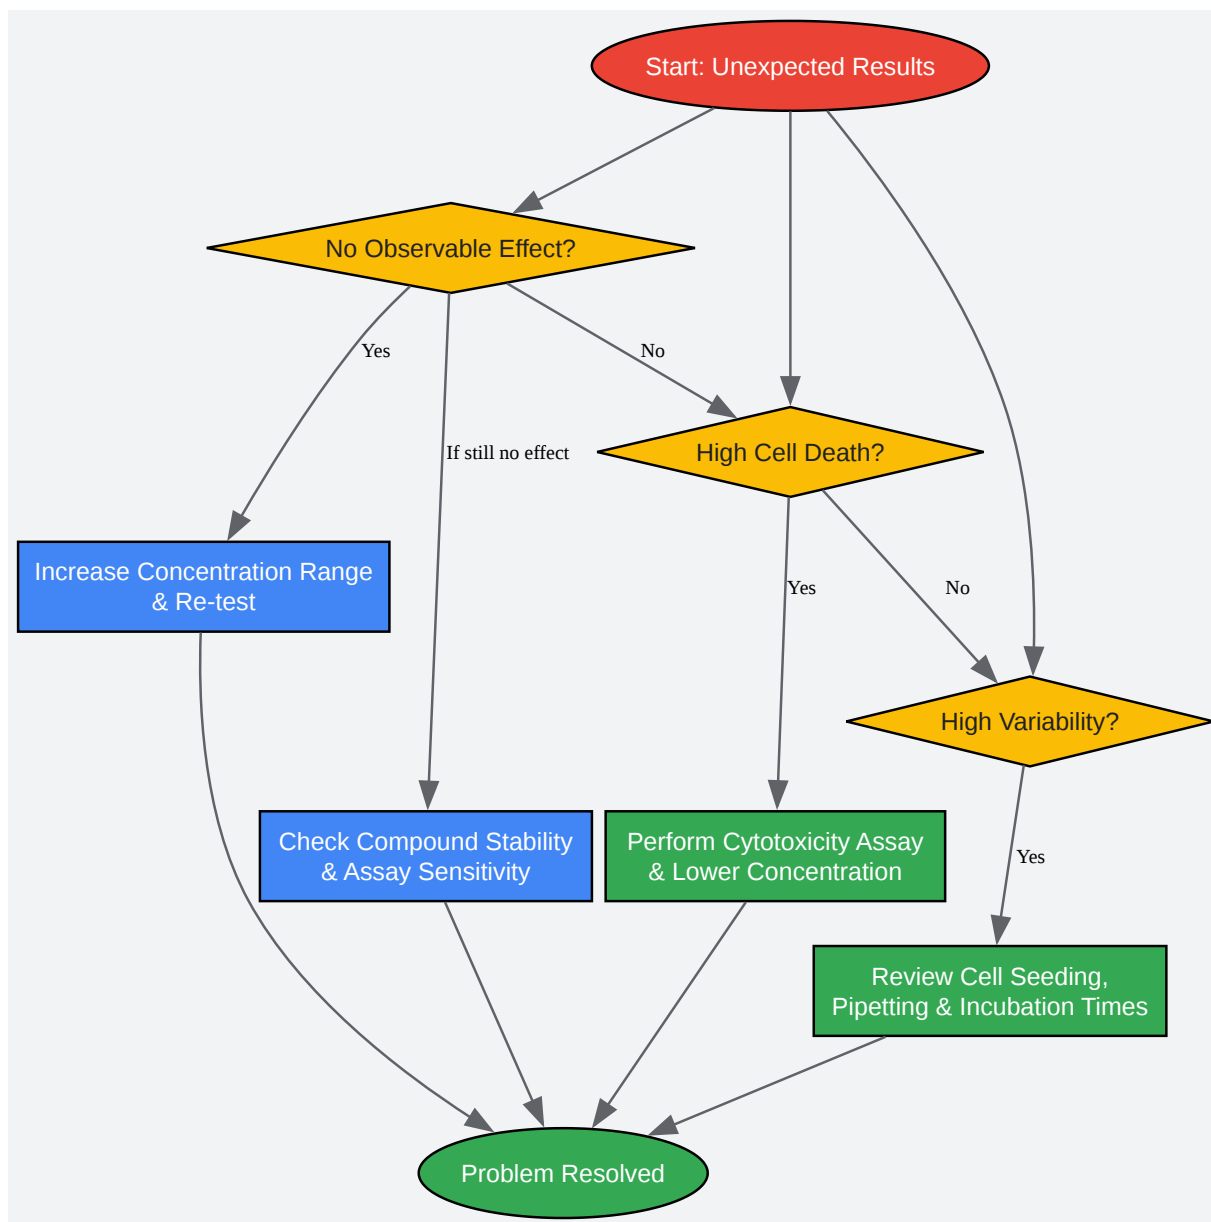 Start: Unexpected Results
No Observable Effect?
Yes
No
If still no effect
High Cell Death?
Increase Concentration Range
& Re-test
Yes
No
High Variability?
Check Compound Stability
& Assay Sensitivity
Perform Cytotoxicity Assay
& Lower Concentration
Yes
Review Cell Seeding,
Pipetting & Incubation Times
Problem Resolved